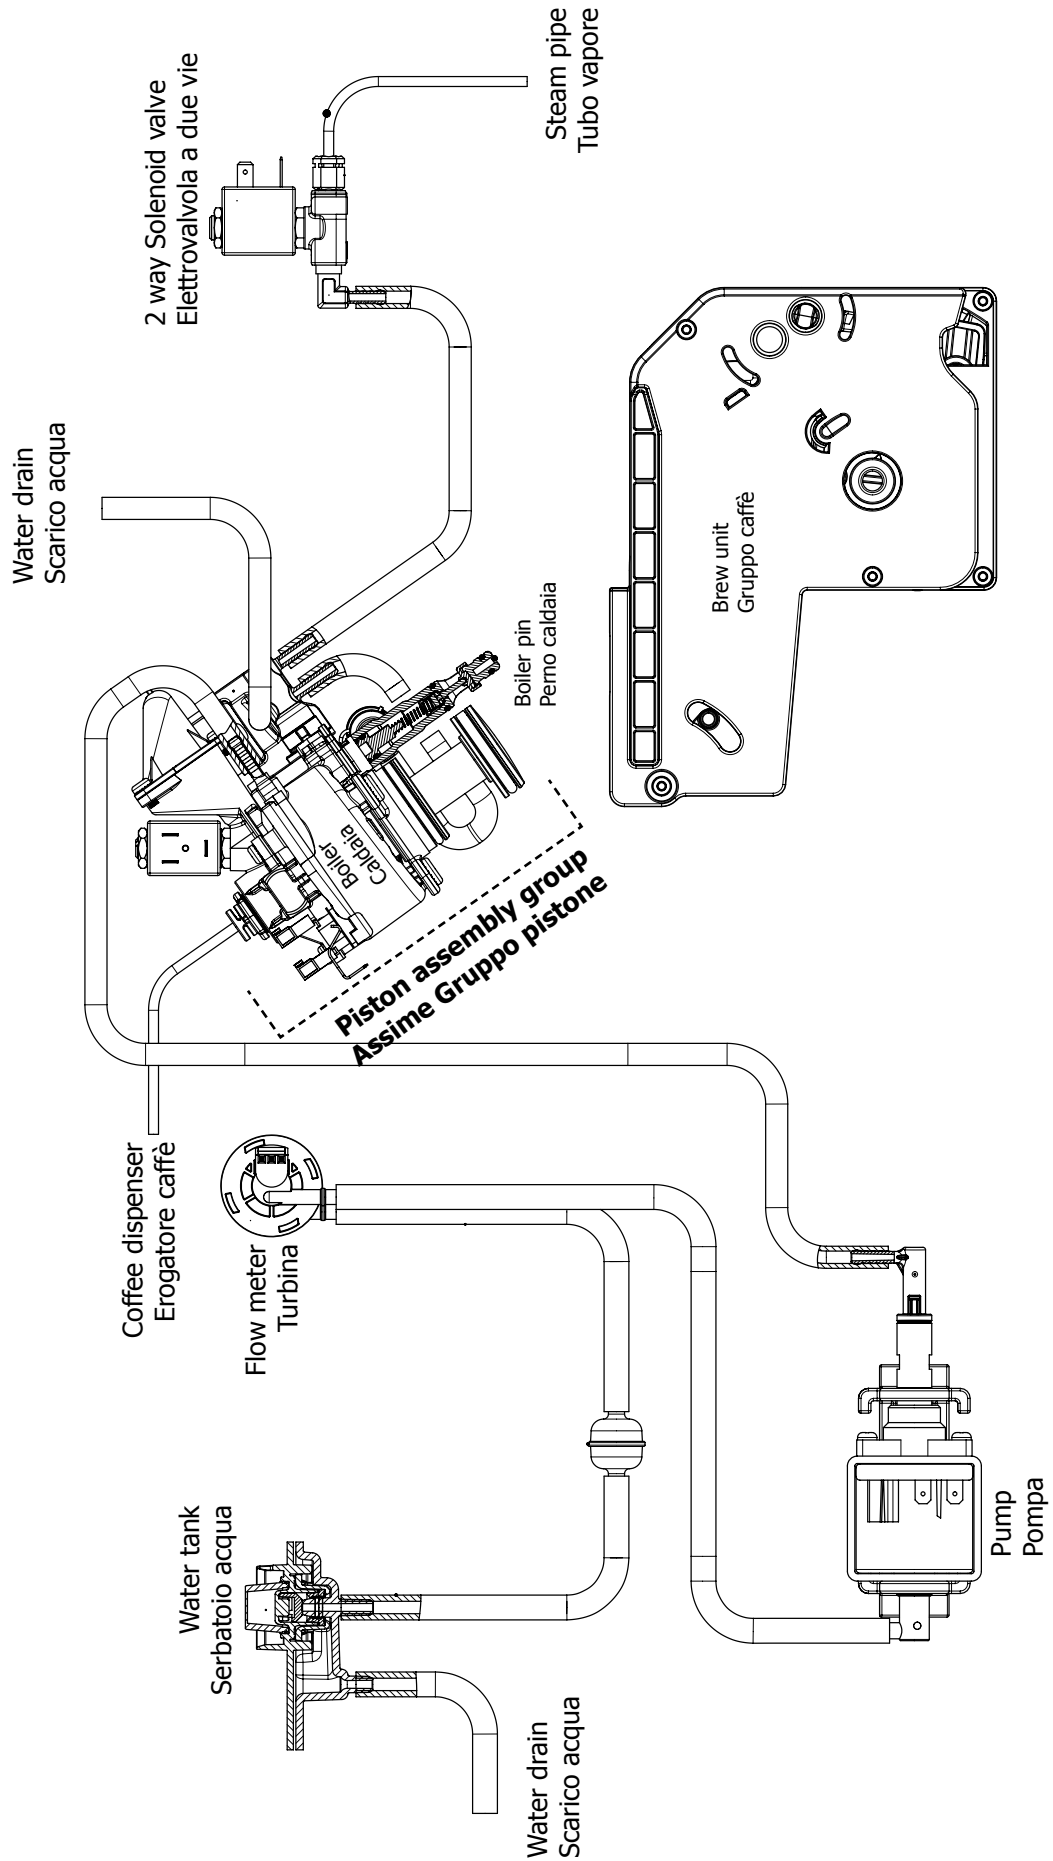 Water drain
Scarico acqua
Coffee dispenser
Erogatore caffè
2 way Solenoid valve
Elettrovalvola a due vie
Water tank
Serbatoio acqua
Flow meter
Turbina
Boiler
Caldaia
Piston assembly group
Assime Gruppo pistone
Boiler pin
Perno caldaia
Steam pipe
Tubo vapore
Water drain
Scarico acqua
Brew unit
Gruppo caffè
Pump
Pompa